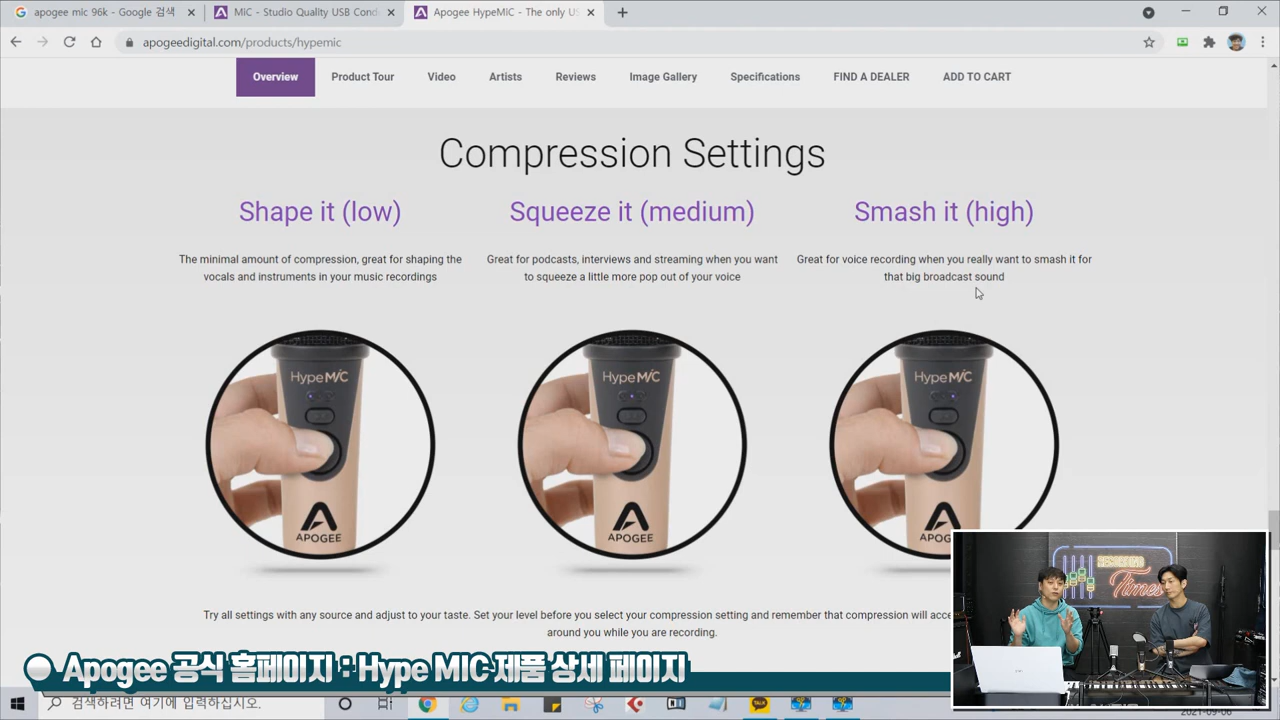 apogee mic 96k - Google 검색
MiC - Studio Quality USB Cond
Apogee HypeMIC - The only US
apogeedigital.com/products/hypemic
Overview
Product Tour
Video
Artists
Reviews
Image Gallery
Specifications
FIND A DEALER
ADD TO CART
Compression Settings
Shape it (low)
The minimal amount of compression, great for shaping the
vocals and instruments in your music recordings
Squeeze it (medium)
Great for podcasts, interviews and streaming when you want
to squeeze a little more pop out of your voice
Smash it (high)
Great for voice recording when you really want to smash it for
that big broadcast sound
HypeMIC
APOGEE
HypeMIC
APOGEE
HypeMIC
APOGEE
Try all settings with any source and adjust to your taste. Set your level before you select your compression setting and remember that compression will acce
around you while you are recording.
RECORDING
Times
Apogee 공식 홈페이지 : Hype MIC 제품 상세 페이지
검색하려면 여기에 입력하십시오.
TALK